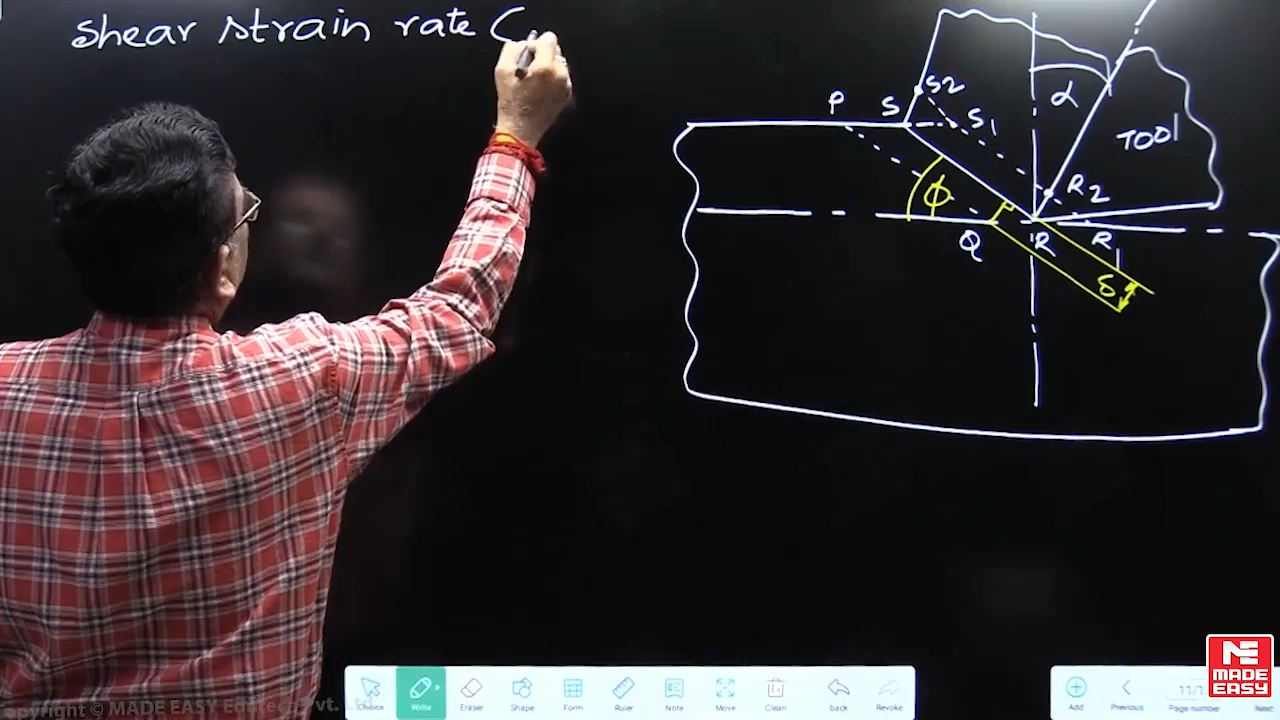 shear strain rate (
P
S
S2
S1
α
TOOL
ϕ
R2
Q
R
R1
δ
Choice
Write
Eraser
Shape
Form
Ruler
Note
Move
Clean
back
Revoke
Add
Previous
Page number
Next
MADE
EASY